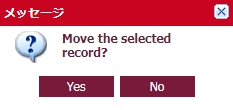 メッセージ
Move the selected
record?
Yes No